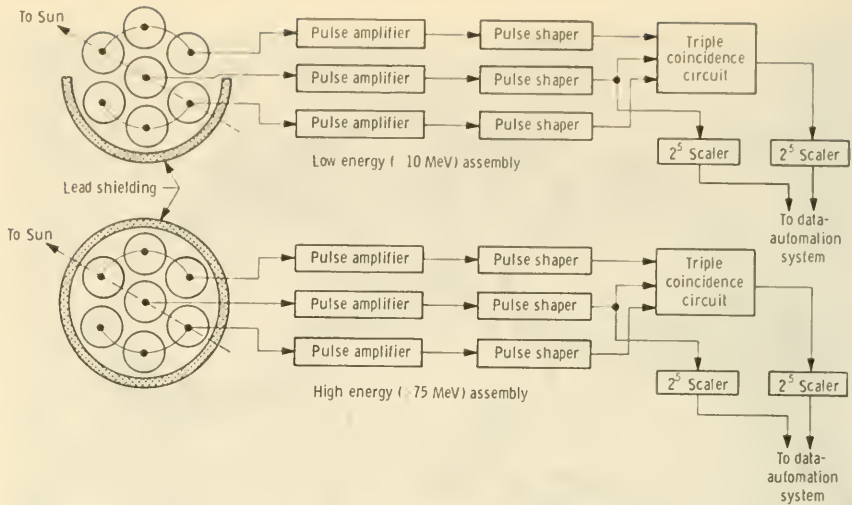 To Sun
Pulse amplifier
Pulse shaper
Triple
coincidence
circuit
Pulse amplifier
Pulse shaper
Pulse amplifier
Pulse shaper
2⁵ Scaler
2⁵ Scaler
Low energy ( 10 MeV) assembly
Lead shielding
To data-
automation
system
To Sun
Pulse amplifier
Pulse shaper
Triple
coincidence
circuit
Pulse amplifier
Pulse shaper
Pulse amplifier
Pulse shaper
2⁵ Scaler
2⁵ Scaler
High energy ( 75 MeV) assembly
To data-
automation
system